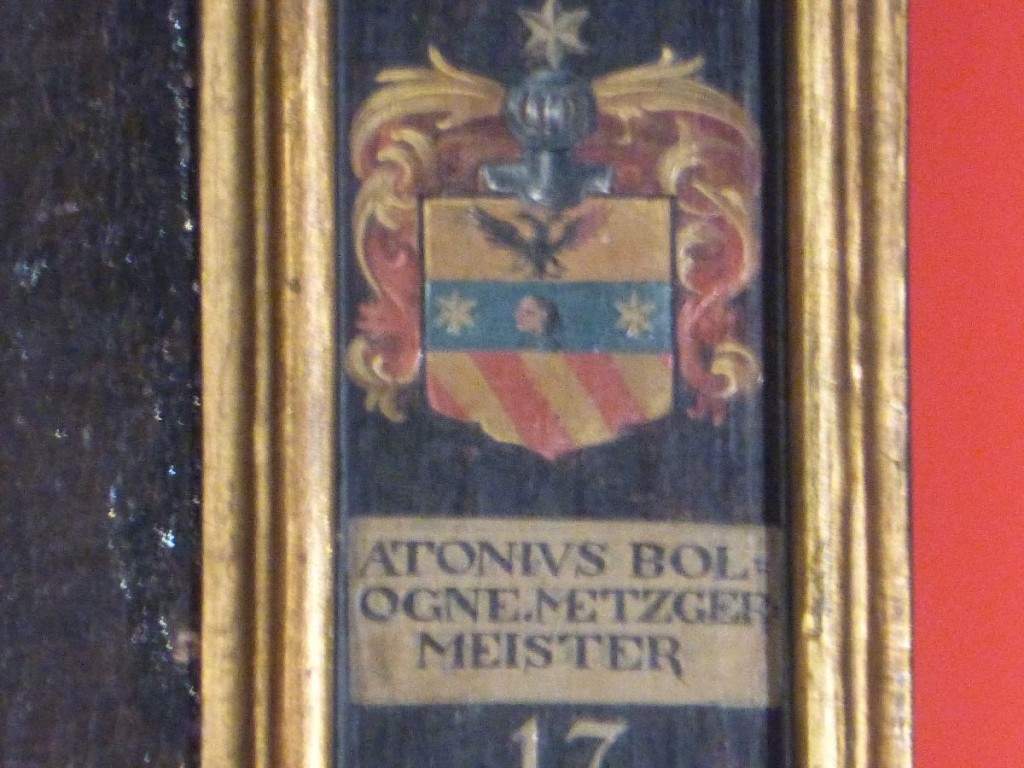 ATONIVS BOL=
OGNE.METZGER
MEISTER
17